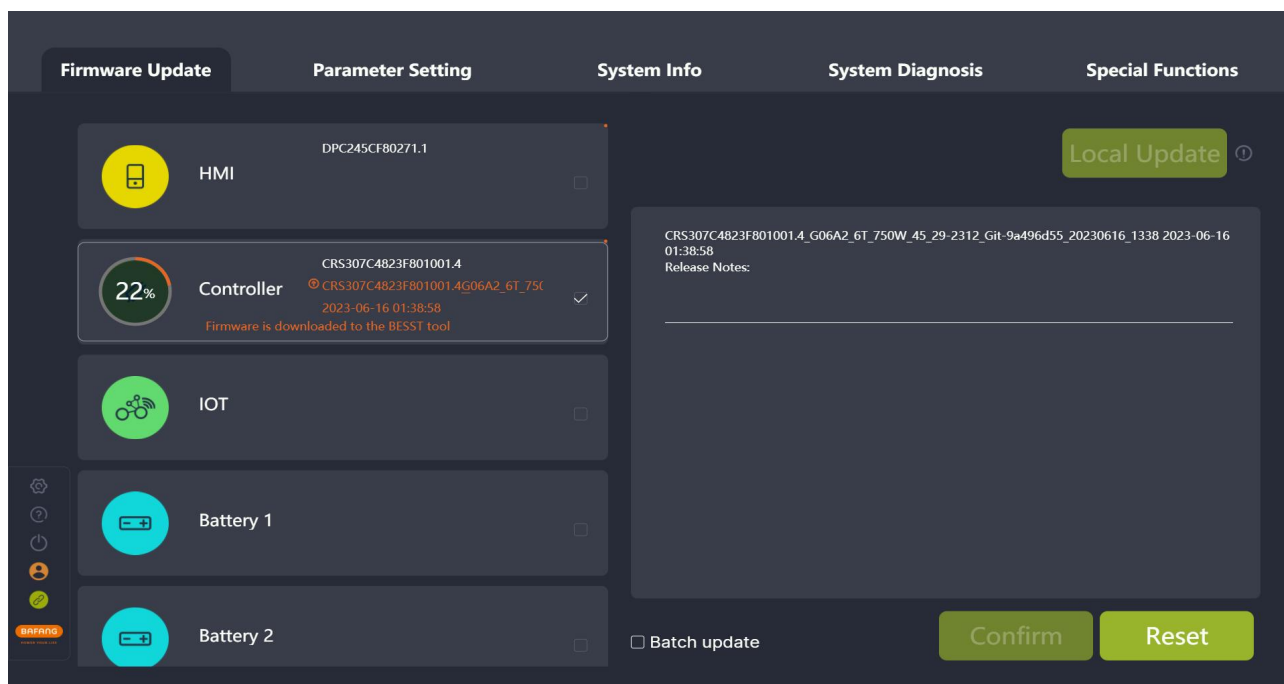 Firmware Update
Parameter Setting
System Info
System Diagnosis
Special Functions
DPC245CF80271.1
HMI
CRS307C4823F801001.4
22%
Controller
CRS307C4823F801001.4G06A2_6T_75
2023-06-16 01:38:58
Firmware is downloaded to the BESST tool
IOT
Battery 1
Battery 2
BAFANG
Local Update
CRS307C4823F801001.4_G06A2_6T_750W_45_29-2312_Git-9a496d55_20230616_1338 2023-06-16
01:38:58
Release Notes:
Batch update
Confirm
Reset